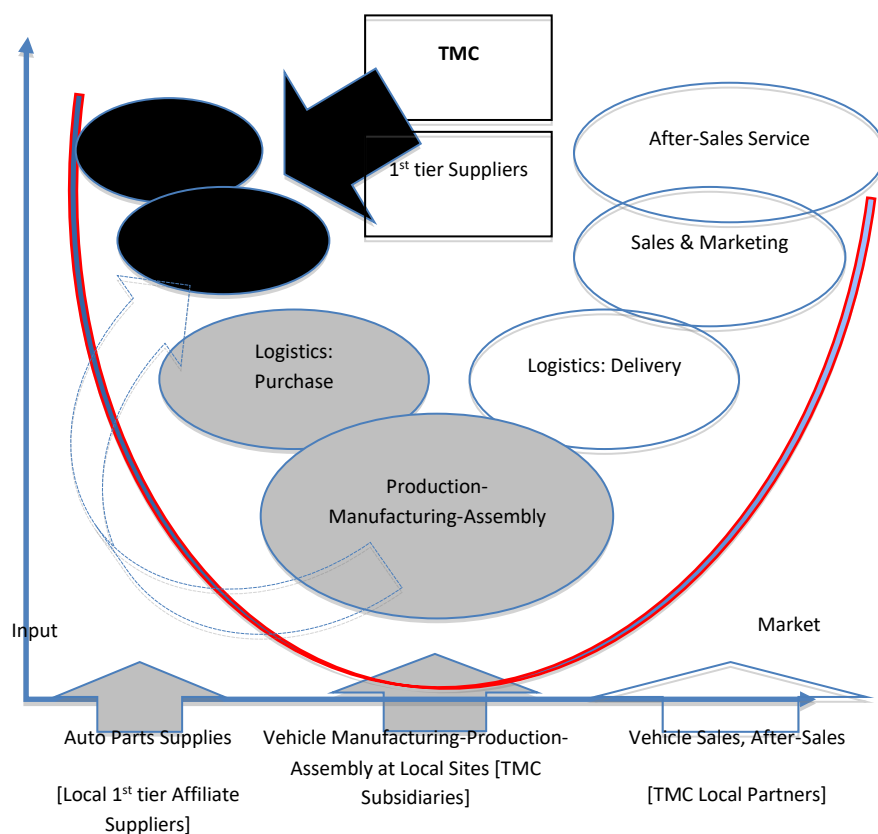 TMC
1st tier Suppliers
After-Sales Service
Sales & Marketing
Logistics:
Purchase
Logistics: Delivery
Production-
Manufacturing-Assembly
Input
Market
Auto Parts Supplies
[Local 1st tier Affiliate
Suppliers]
Vehicle Manufacturing-Production-
Assembly at Local Sites [TMC
Subsidiaries]
Vehicle Sales, After-Sales
[TMC Local Partners]